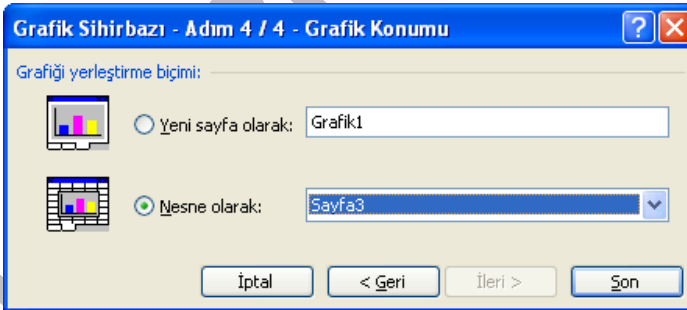 Grafik Sihirbazı - Adım 4 / 4 - Grafik Konumu
Grafiği yerleştirme biçimi:
Yeni sayfa olarak: Grafik1
Nesne olarak: Sayfa3
İptal < Geri İleri > Son